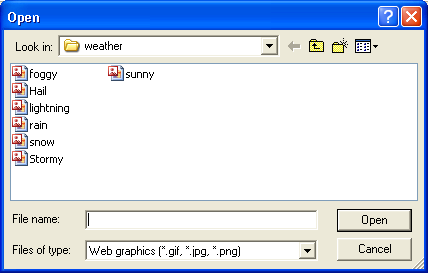 Open
Look in: weather
foggy sunny
Hail
lightning
rain
snow
Stormy
File name: Open
Files of type: Web graphics (*.gif, *.jpg, *.png) Cancel